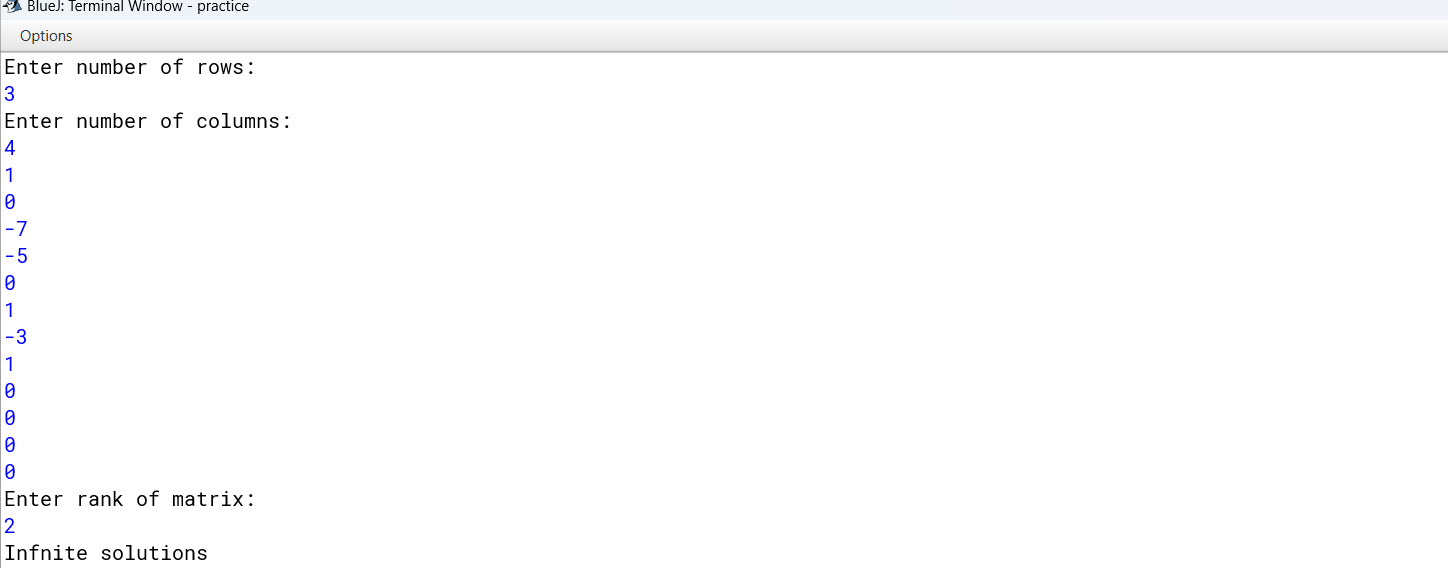 BlueJ: Terminal Window - practice
Options
Enter number of rows:
3
Enter number of columns:
4
1
0
-7
-5
0
1
-3
1
0
0
0
0
Enter rank of matrix:
2
Infnite solutions